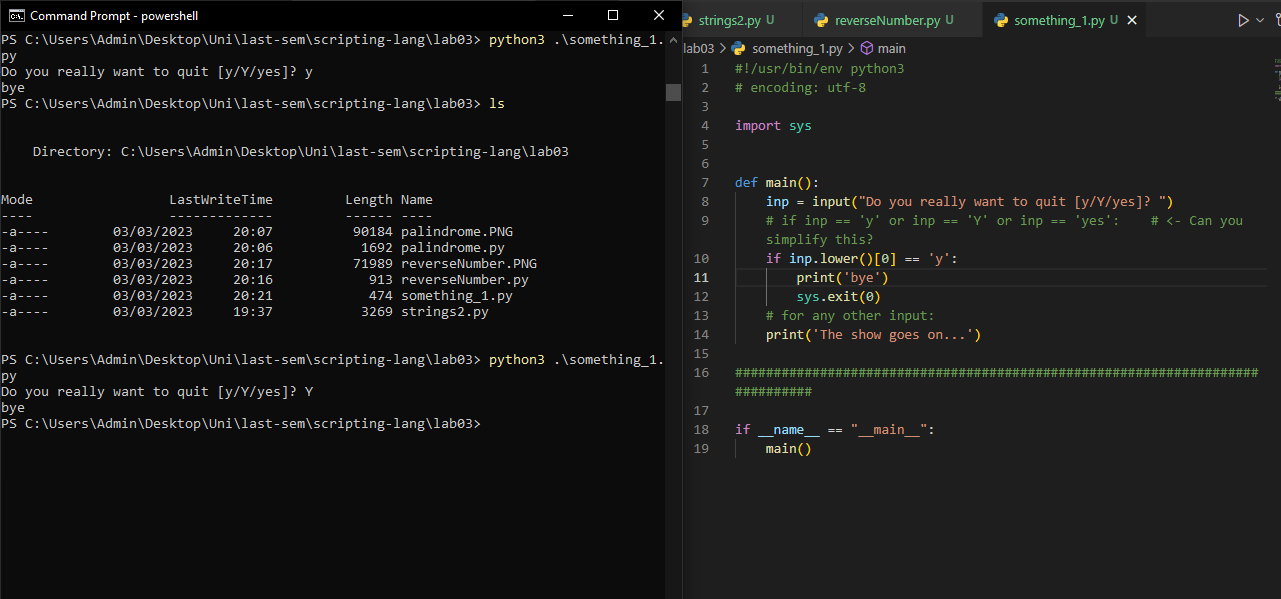 Command Prompt - powershell
PS C:\Users\Admin\Desktop\Uni\last-sem\scripting-lang\lab03> python3 .\something_1.
py
Do you really want to quit [y/Y/yes]? y
bye
PS C:\Users\Admin\Desktop\Uni\last-sem\scripting-lang\lab03> ls
Directory: C:\Users\Admin\Desktop\Uni\last-sem\scripting-lang\lab03
Mode LastWriteTime Length Name
---- ------------- ------ ----
-a---- 03/03/2023 20:07 90184 palindrome.PNG
-a---- 03/03/2023 20:06 1692 palindrome.py
-a---- 03/03/2023 20:17 71989 reverseNumber.PNG
-a---- 03/03/2023 20:16 913 reverseNumber.py
-a---- 03/03/2023 20:21 474 something_1.py
-a---- 03/03/2023 19:37 3269 strings2.py
PS C:\Users\Admin\Desktop\Uni\last-sem\scripting-lang\lab03> python3 .\something_1.
py
Do you really want to quit [y/Y/yes]? Y
bye
PS C:\Users\Admin\Desktop\Uni\last-sem\scripting-lang\lab03>
strings2.py U reverseNumber.py U something_1.py U
lab03 > something_1.py > main
1 #!/usr/bin/env python3
2 # encoding: utf-8
3
4 import sys
5
6
7 def main():
8 inp = input("Do you really want to quit [y/Y/yes]? ")
9 # if inp == 'y' or inp == 'Y' or inp == 'yes': # <- Can you
simplify this?
10 if inp.lower()[0] == 'y':
11 print('bye')
12 sys.exit(0)
13 # for any other input:
14 print('The show goes on...')
15
16 ####################################################################
##########
17
18 if __name__ == "__main__":
19 main()